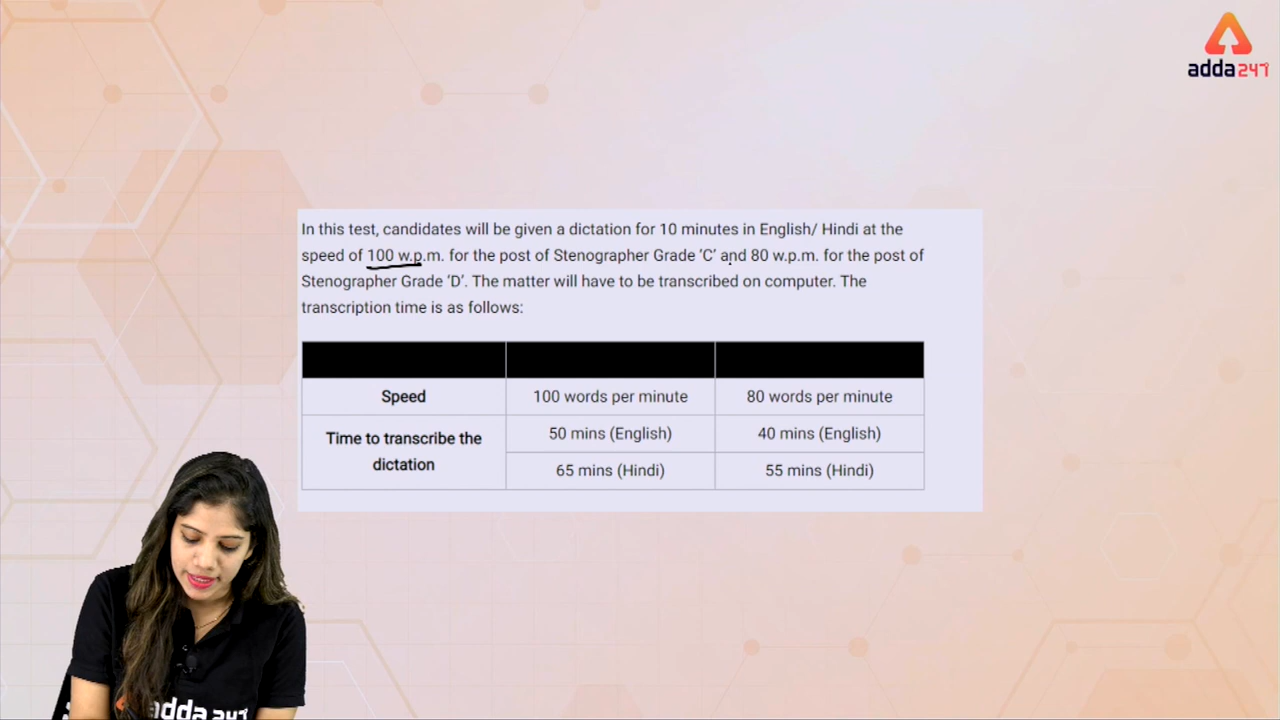 adda247
In this test, candidates will be given a dictation for 10 minutes in English/ Hindi at the
speed of 100 w.p.m. for the post of Stenographer Grade ‘C’ and 80 w.p.m. for the post of
Stenographer Grade ‘D’. The matter will have to be transcribed on computer. The
transcription time is as follows:
Speed 100 words per minute 80 words per minute
Time to transcribe the
dictation
50 mins (English) 40 mins (English)
65 mins (Hindi) 55 mins (Hindi)
adda 247